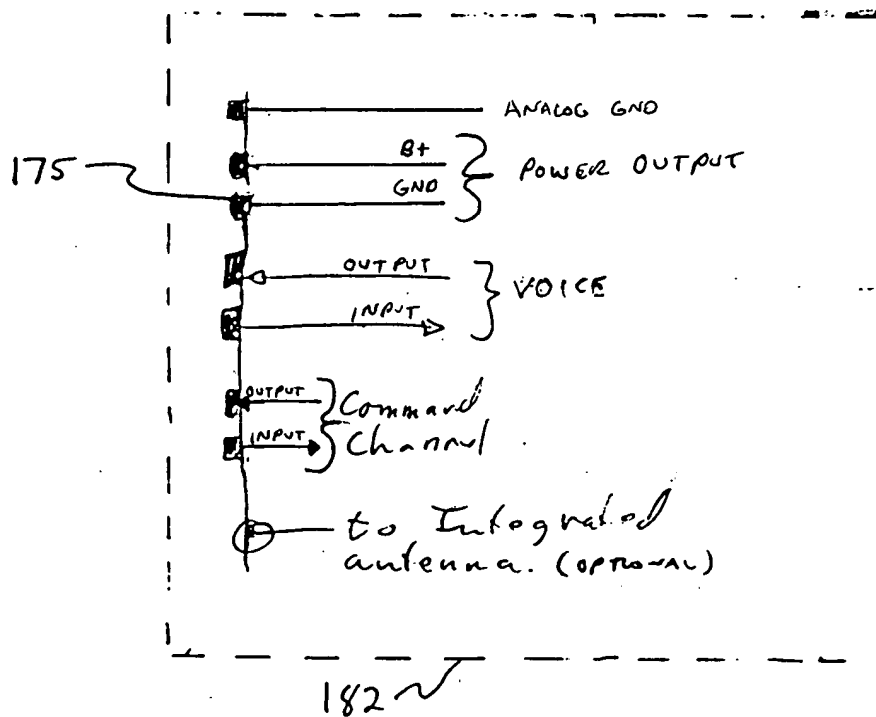 ANALOG GND
B+
175
POWER OUTPUT
GND
OUTPUT
VOICE
INPUT
OUTPUT
Command
INPUT
Channel
to Integrated
antenna. (OPTIONAL)
182